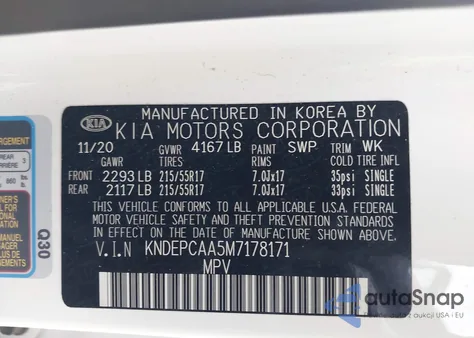 MANUFACTURED IN KOREA BY
KIA KIA MOTORS CORPORATION
11/20 GVWR 4167 LB PAINT SWP TRIM WK
GAWR TIRES RIMS COLD TIRE INFL
FRONT 2293 LB 215/55R17 7.0Jx17 35psi SINGLE
REAR 2117 LB 215/55R17 7.0Jx17 33psi SINGLE
THIS VEHICLE CONFORMS TO ALL APPLICABLE U.S.A. FEDERAL
MOTOR VEHICLE SAFETY AND THEFT PREVENTION STANDARDS
IN EFFECT ON THE DATE OF MANUFACTURE SHOWN ABOVE.
V.I.N KNDEPCAA5M7178171
MPV
REAR 3
Q30
autoSnap